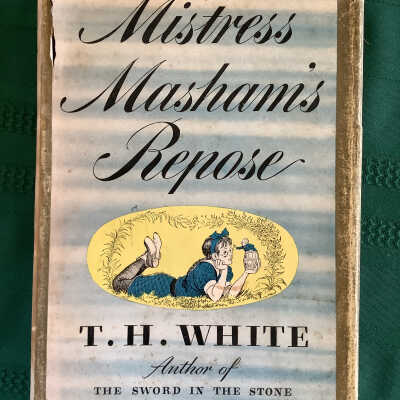 Mistress
Masham's
Repose
T. H. WHITE
Author of
THE SWORD IN THE STONE